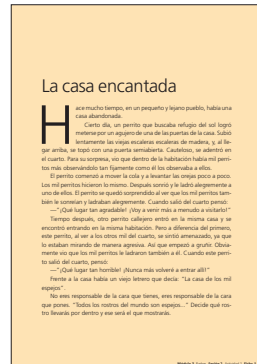 La casa encantada
Hace mucho tiempo, en un pequeño y lejano pueblo, había una
casa abandonada.
Cierto día, un perrito que buscaba refugio del sol logró
meterse por un agujero de una de las puertas de la casa. Subió
lentamente las viejas escaleras escaleras de madera, y, al lle-
gar arriba, se topó con una puerta semiabierta. Cauteloso, se adentró en
el cuarto. Para su sorpresa, vio que dentro de la habitación había mil perri-
tos más observándolo tan fijamente como él los observaba a ellos.
El perrito comenzó a mover la cola y a levantar las orejas poco a poco.
Los mil perritos hicieron lo mismo. Después sonrió y le ladró alegremente a
uno de ellos. El perrito se quedó sorprendido al ver que los mil perritos tam-
bién le sonreían y ladraban alegremente. Cuando salió del cuarto pensó:
—"¡Qué lugar tan agradable! ¡Voy a venir más a menudo a visitarlo!"
Tiempo después, otro perrito callejero entró en la misma casa y se
encontró entrando en la misma habitación. Pero a diferencia del primero,
este perrito, al ver a los otros mil del cuarto, se sintió amenazado, ya que
lo estaban mirando de manera agresiva. Así que empezó a gruñir. Obvia-
mente vio que los mil perritos le ladraron también a él. Cuando este perri-
to salió del cuarto, pensó:
—"¡Qué lugar tan horrible! ¡Nunca más volveré a entrar allí!"
Frente a la casa había un viejo letrero que decía: "La casa de los mil
espejos".
No eres responsable de la cara que tienes, eres responsable de la cara
que pones. "Todos los rostros del mundo son espejos..." Decide qué ros-
tro llevarás por dentro y ese será el que mostrarás.